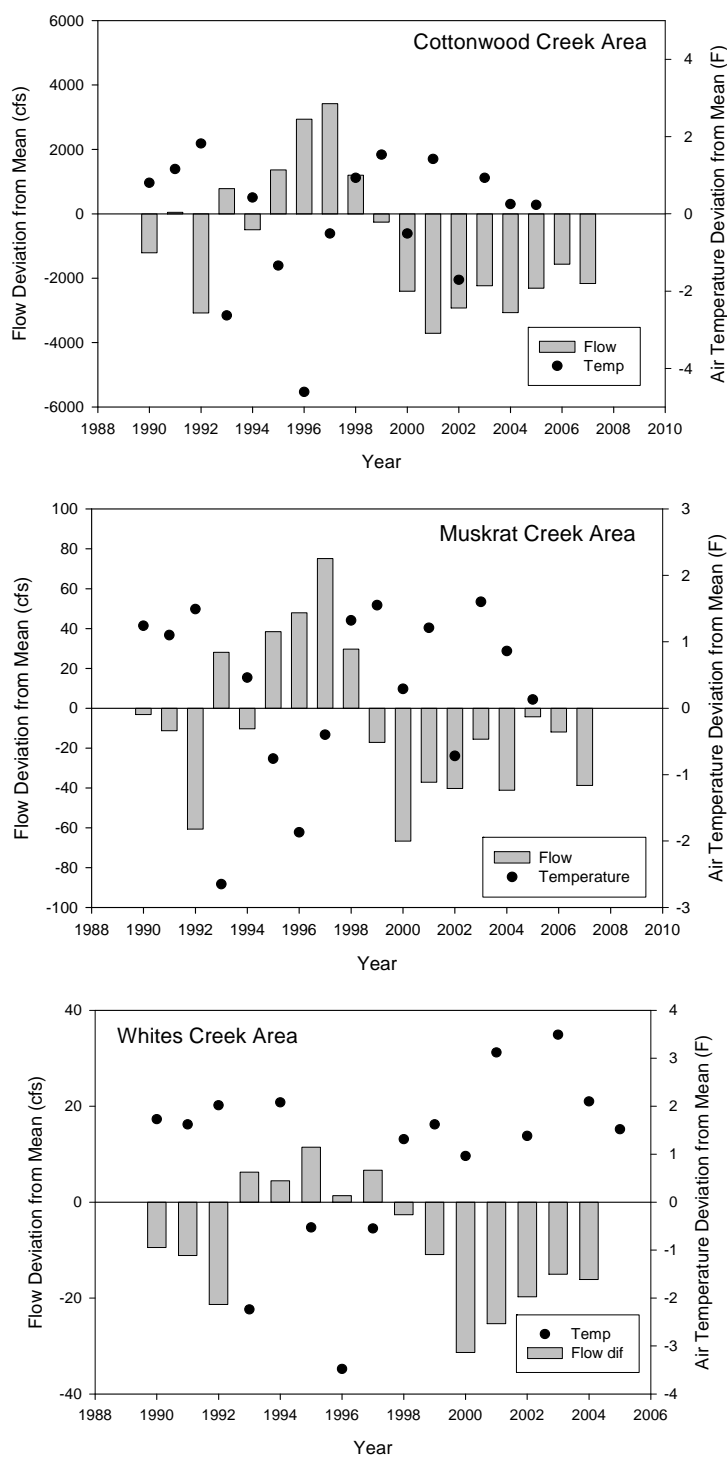 Cottonwood Creek Area
Flow Deviation from Mean (cfs)
6000
4000
2000
0
-2000
-4000
-6000
Air Temperature Deviation from Mean (F)
4
2
0
-2
-4
Flow
Temp
1988 1990 1992 1994 1996 1998 2000 2002 2004 2006 2008 2010
Year
Muskrat Creek Area
Flow Deviation from Mean (cfs)
100
80
60
40
20
0
-20
-40
-60
-80
-100
Air Temperature Deviation from Mean (F)
3
2
1
0
-1
-2
-3
Flow
Temperature
1988 1990 1992 1994 1996 1998 2000 2002 2004 2006 2008 2010
Year
Whites Creek Area
Flow Deviation from Mean (cfs)
40
20
0
-20
-40
Air Temperature Deviation from Mean (F)
4
3
2
1
0
-1
-2
-3
-4
Temp
Flow dif
1988 1990 1992 1994 1996 1998 2000 2002 2004 2006
Year